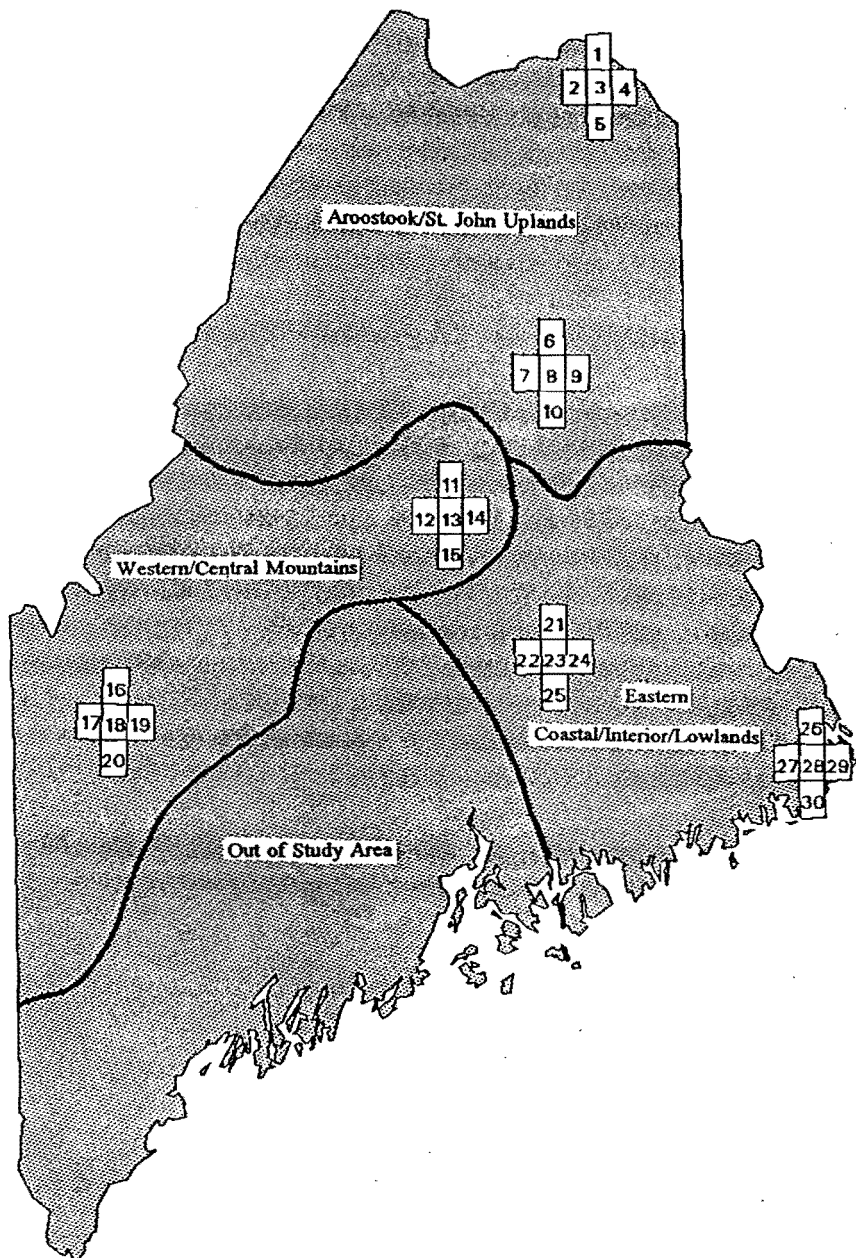 1
2 3 4
5
Aroostook/St. John Uplands
6
7 8 9
10
11
12 13 14
15
Western/Central Mountains
16
17 18 19
20
21
22 23 24
25
Eastern
Coastal/Interior/Lowlands
26
27 28 29
30
Out of Study Area